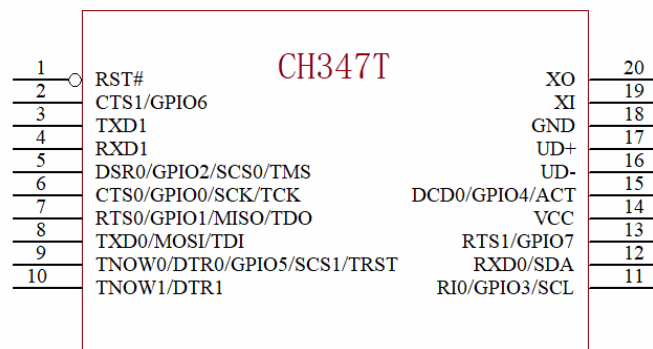 CH347T
1 RST# XO 20
2 CTS1/GPIO6 XI 19
3 TXD1 GND 18
4 RXD1 UD+ 17
5 DSR0/GPIO2/SCS0/TMS UD- 16
6 CTS0/GPIO0/SCK/TCK DCD0/GPIO4/ACT 15
7 RTS0/GPIO1/MISO/TDO VCC 14
8 TXD0/MOSI/TDI RTS1/GPIO7 13
9 TNOW0/DTR0/GPIO5/SCS1/TRST RXD0/SDA 12
10 TNOW1/DTR1 RI0/GPIO3/SCL 11